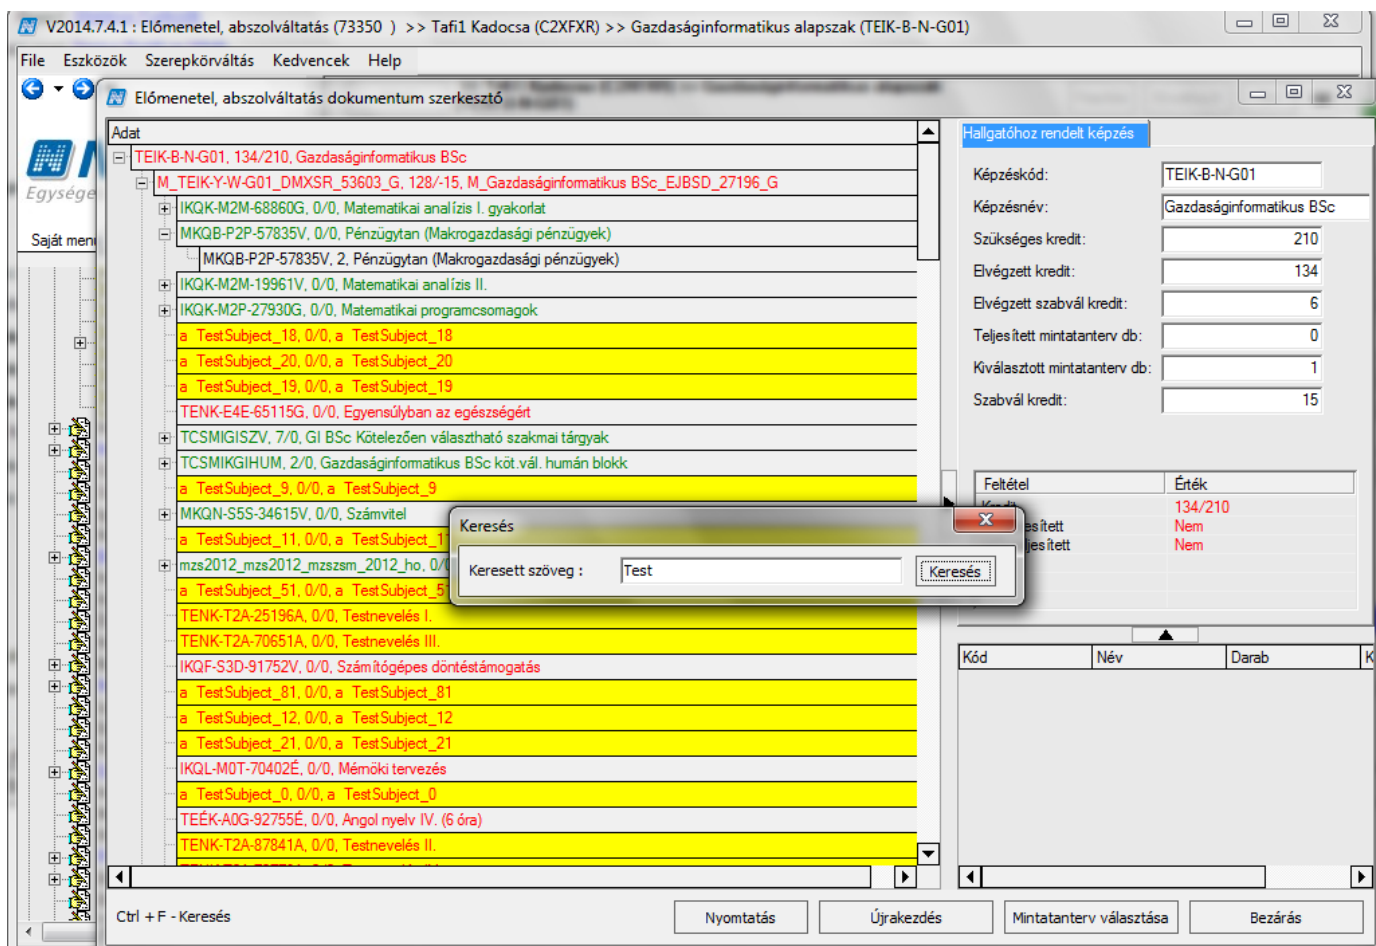 V2014.7.4.1 : Előmenetel, abszolváltatás (73350 ) >> Tafi1 Kadocsa (C2XFXR) >> Gazdaságinformatikus alapszak (TEIK-B-N-G01)
File Eszközök Szerepkörváltás Kedvencek Help
Előmenetel, abszolváltatás dokumentum szerkesztő
Egysége
Saját men
Adat
TEIK-B-N-G01, 134/210, Gazdaságinformatikus BSc
M_TEIK-Y-W-G01_DMXSR_53603_G, 128/-15, M_Gazdaságinformatikus BSc_EJBSD_27196_G
IKQK-M2M-68860G, 0/0, Matematikai analízis I. gyakorlat
MKQB-P2P-57835V, 0/0, Pénzügytan (Makrogazdasági pénzügyek)
MKQB-P2P-57835V, 2, Pénzügytan (Makrogazdasági pénzügyek)
IKQK-M2M-19961V, 0/0, Matematikai analízis II.
IKQK-M2P-27930G, 0/0, Matematikai programcsomagok
a TestSubject_18, 0/0, a TestSubject_18
a TestSubject_20, 0/0, a TestSubject_20
a TestSubject_19, 0/0, a TestSubject_19
TENK-E4E-65115G, 0/0, Egyensúlyban az egészségért
TCSMIGISZV, 7/0, GI BSc Kötelezően választható szakmai tárgyak
TCSMIKGIHUM, 2/0, Gazdaságinformatikus BSc köt.vál. humán blokk
a TestSubject_9, 0/0, a TestSubject_9
MKQN-S5S-34615V, 0/0, Számvitel
a TestSubject_11, 0/0, a TestSubject_1
mzs2012_mzs2012_mzszsm_2012_ho, 0/0
a TestSubject_51, 0/0, a TestSubject_5
TENK-T2A-25196A, 0/0, Testnevelés I.
TENK-T2A-70651A, 0/0, Testnevelés III.
IKQF-S3D-91752V, 0/0, Számítógépes döntéstámogatás
a TestSubject_81, 0/0, a TestSubject_81
a TestSubject_12, 0/0, a TestSubject_12
a TestSubject_21, 0/0, a TestSubject_21
IKQL-M0T-70402É, 0/0, Mérnöki tervezés
a TestSubject_0, 0/0, a TestSubject_0
TEÉK-A0G-92755É, 0/0, Angol nyelv IV. (6 óra)
TENK-T2A-87841A, 0/0, Testnevelés II.
Keresés
Keresett szöveg : Test Keresés
Hallgatóhoz rendelt képzés
Képzéskód: TEIK-B-N-G01
Képzésnév: Gazdaságinformatikus BSc
Szükséges kredit: 210
Elvégzett kredit: 134
Elvégzett szabvál kredit: 6
Teljesített mintatanterv db: 0
Kiválasztott mintatanterv db: 1
Szabvál kredit: 15
Feltétel Érték
134/210
esített Nem
jesített Nem
Kód Név Darab K
Ctrl + F - Keresés Nyomtatás Újrakezdés Mintatanterv választása Bezárás